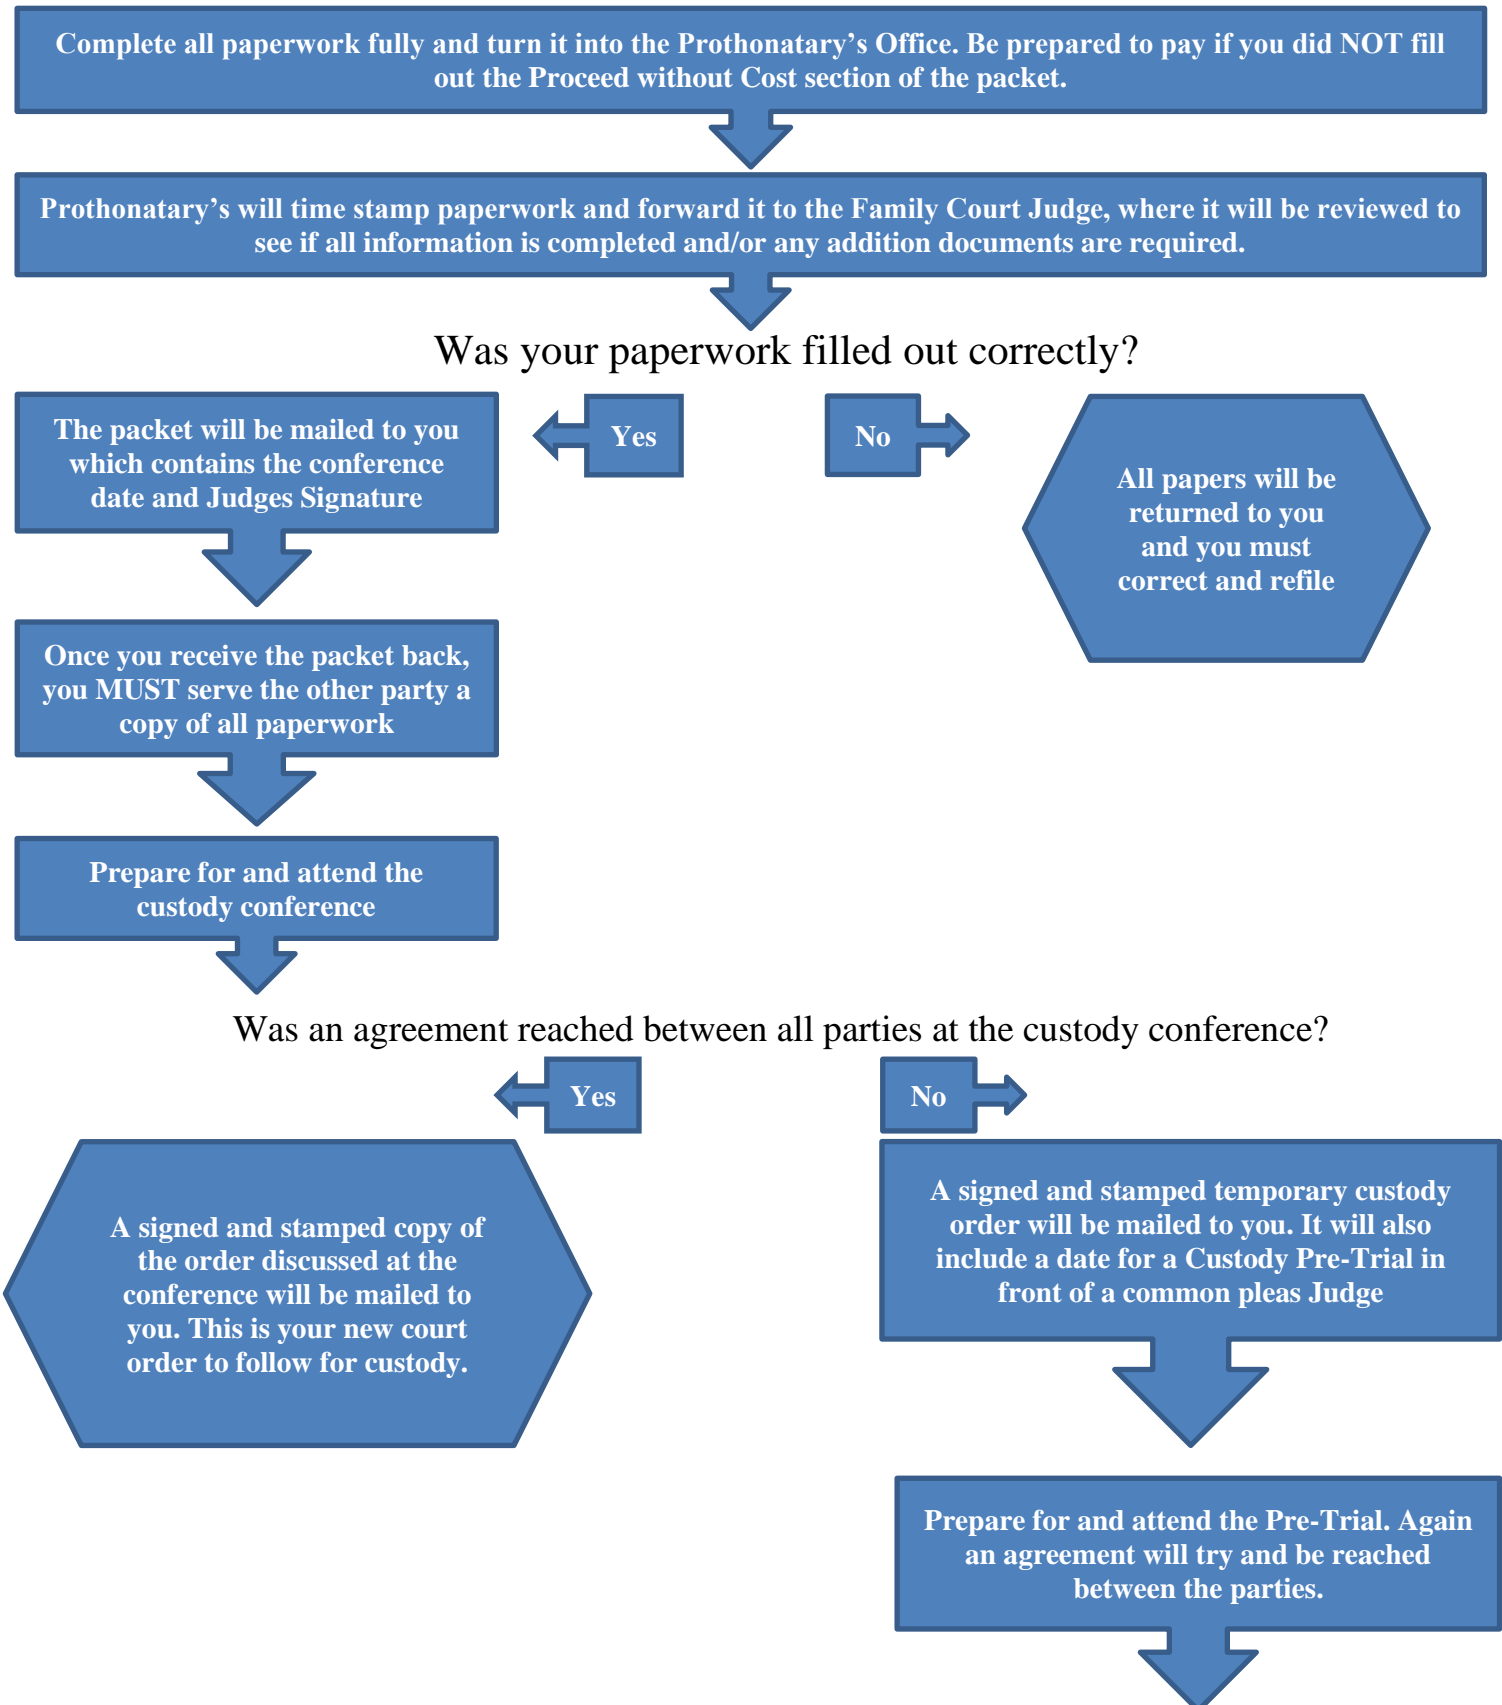 Complete all paperwork fully and turn it into the Prothonatary’s Office. Be prepared to pay if you did NOT fill
out the Proceed without Cost section of the packet.
Prothonatary’s will time stamp paperwork and forward it to the Family Court Judge, where it will be reviewed to
see if all information is completed and/or any addition documents are required.
Was your paperwork filled out correctly?
Yes
No
The packet will be mailed to you
which contains the conference
date and Judges Signature
All papers will be
returned to you
and you must
correct and refile
Once you receive the packet back,
you MUST serve the other party a
copy of all paperwork
Prepare for and attend the
custody conference
Was an agreement reached between all parties at the custody conference?
Yes
No
A signed and stamped copy of
the order discussed at the
conference will be mailed to
you. This is your new court
order to follow for custody.
A signed and stamped temporary custody
order will be mailed to you. It will also
include a date for a Custody Pre-Trial in
front of a common pleas Judge
Prepare for and attend the Pre-Trial. Again
an agreement will try and be reached
between the parties.